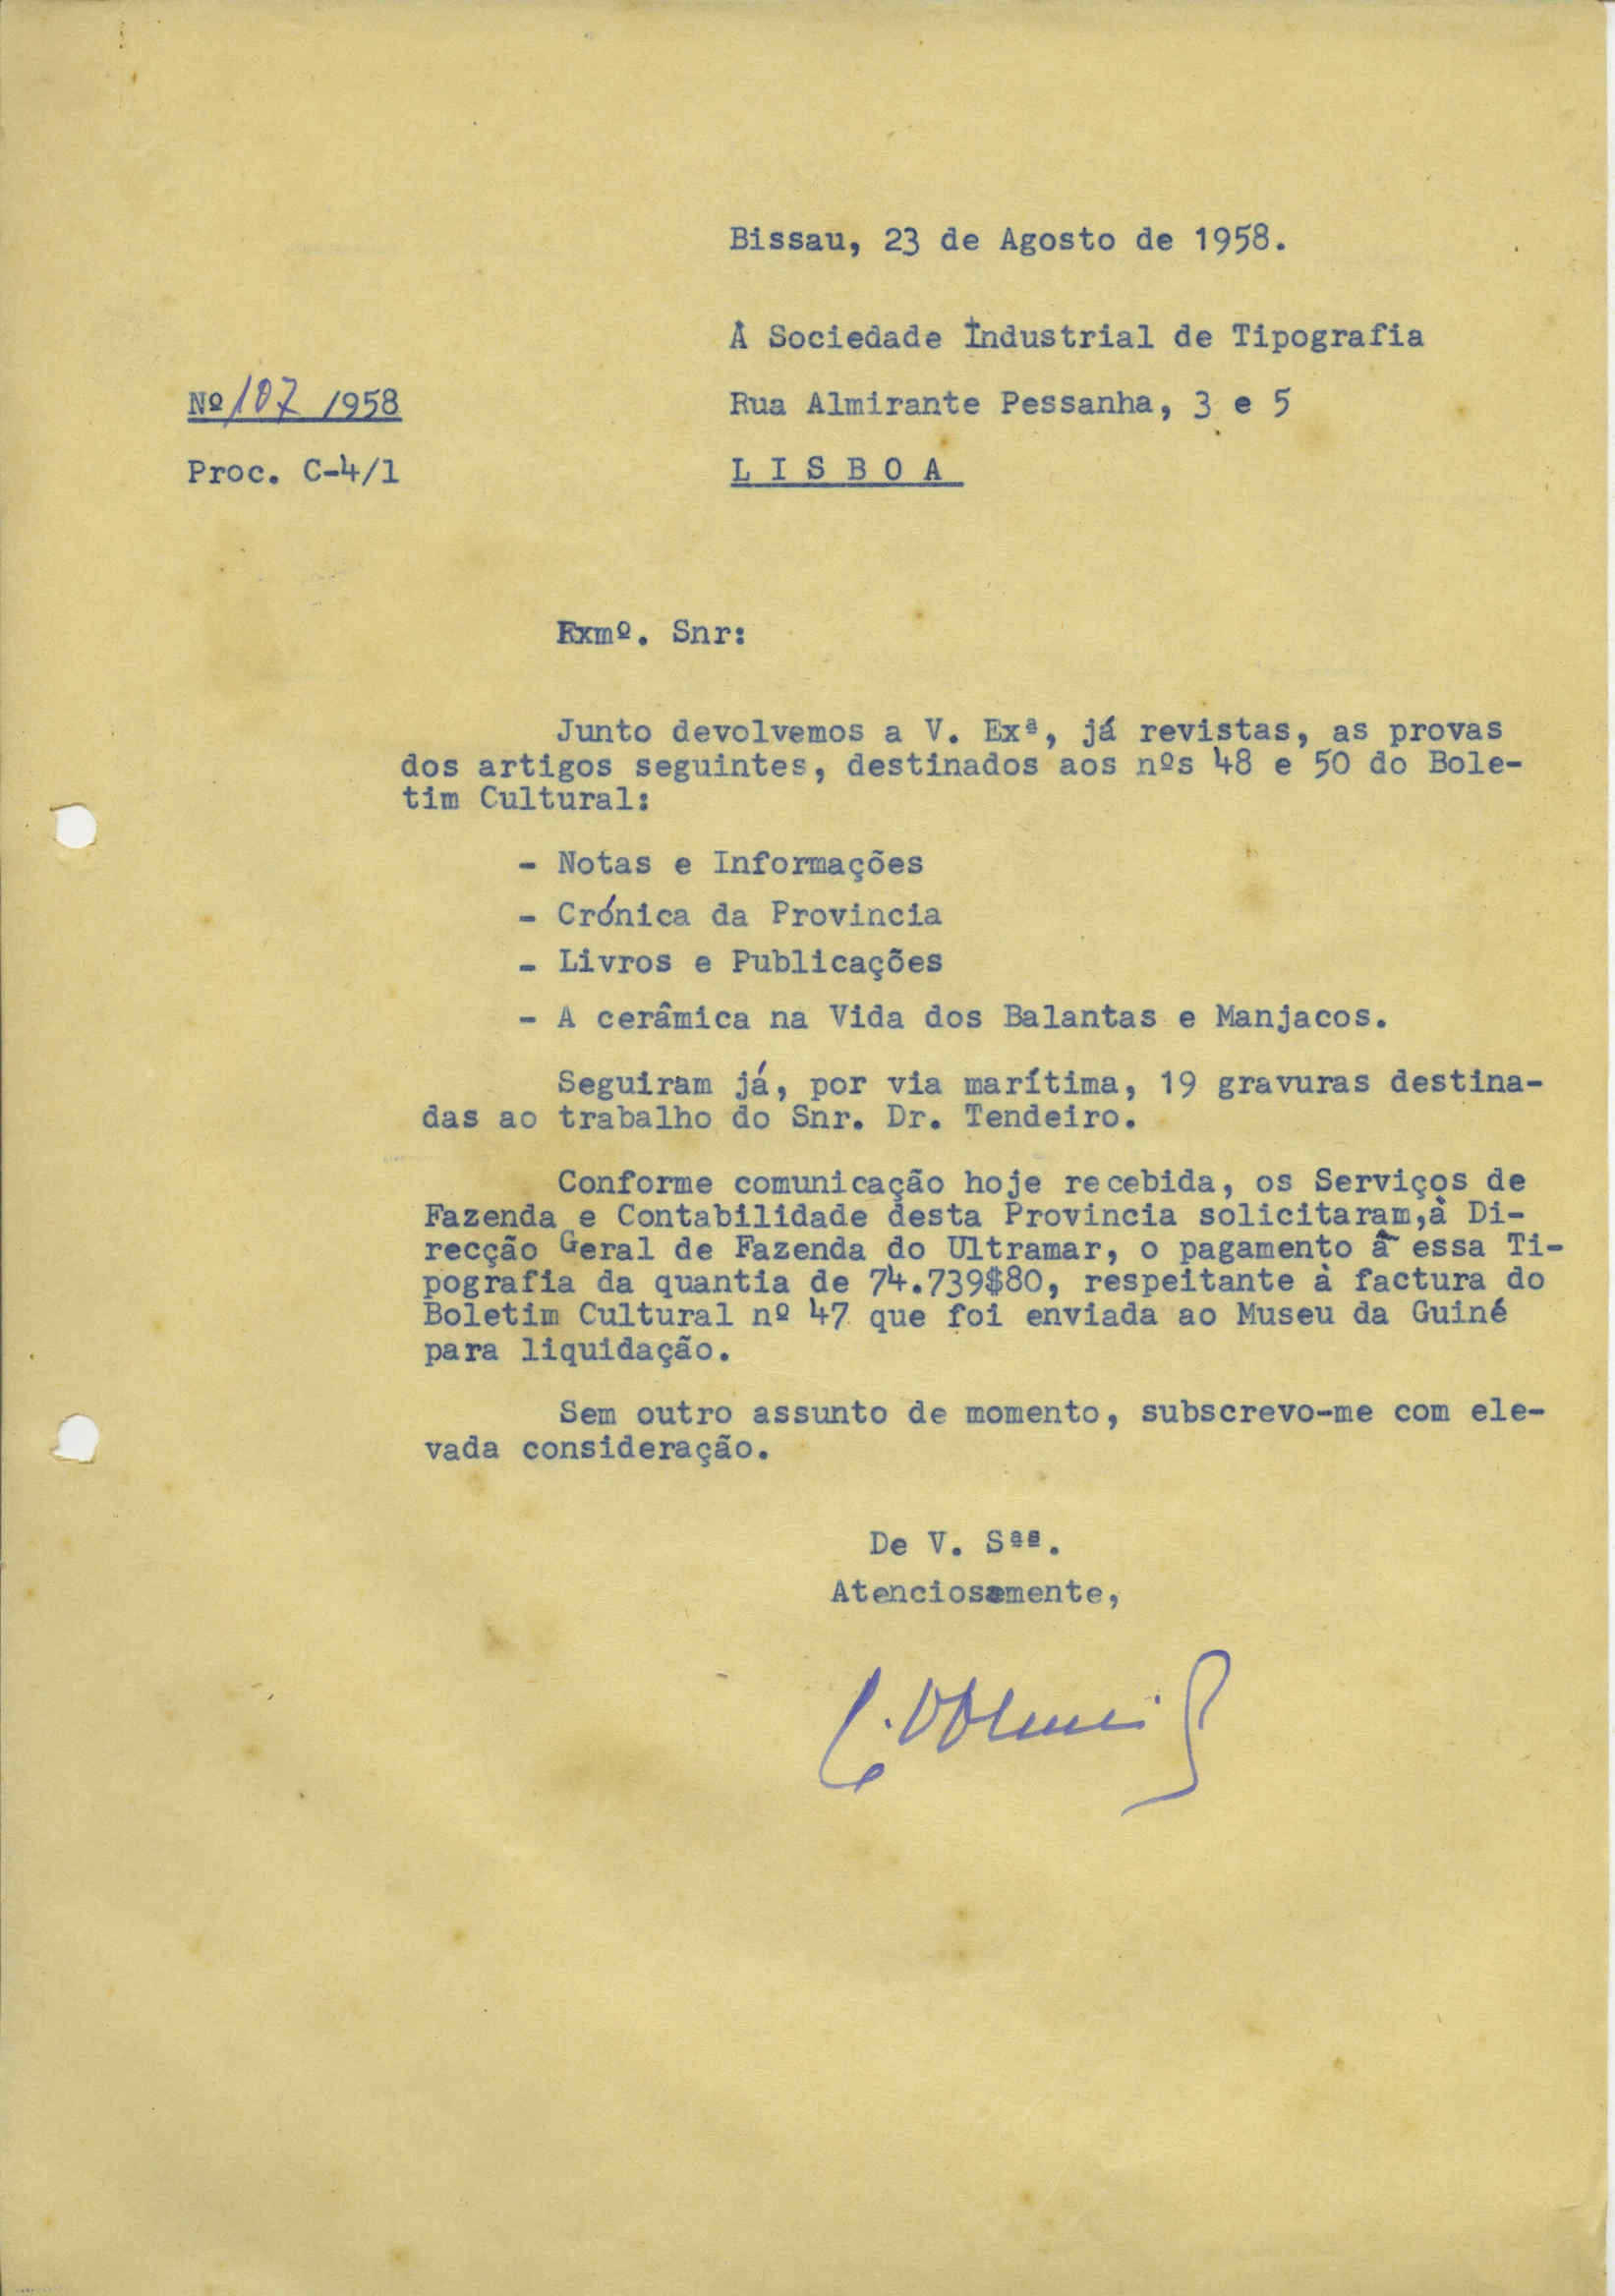 Bissau, 23 de Agosto de 1958.
À Sociedade Industrial de Tipografia
Nº 107 /1958
Rua Almirante Pessanha, 3 e 5
Proc. C-4/1
L I S B O A
Exmº. Snr:
Junto devolvemos a V. Exª, já revistas, as provas
dos artigos seguintes, destinados aos nºs 48 e 50 do Bole-
tim Cultural:
- Notas e Informações
- Crónica da Provincia
- Livros e Publicações
- A cerâmica na Vida dos Balantas e Manjacos.
Seguiram já, por via marítima, 19 gravuras destina-
das ao trabalho do Snr. Dr. Tendeiro.
Conforme comunicação hoje recebida, os Serviços de
Fazenda e Contabilidade desta Provincia solicitaram,à Di-
recção Geral de Fazenda do Ultramar, o pagamento a essa Ti-
pografia da quantia de 74.739$80, respeitante à factura do
Boletim Cultural nº 47 que foi enviada ao Museu da Guiné
para liquidação.
Sem outro assunto de momento, subscrevo-me com ele-
vada consideração.
De V. Sªs.
Atenciosamente,